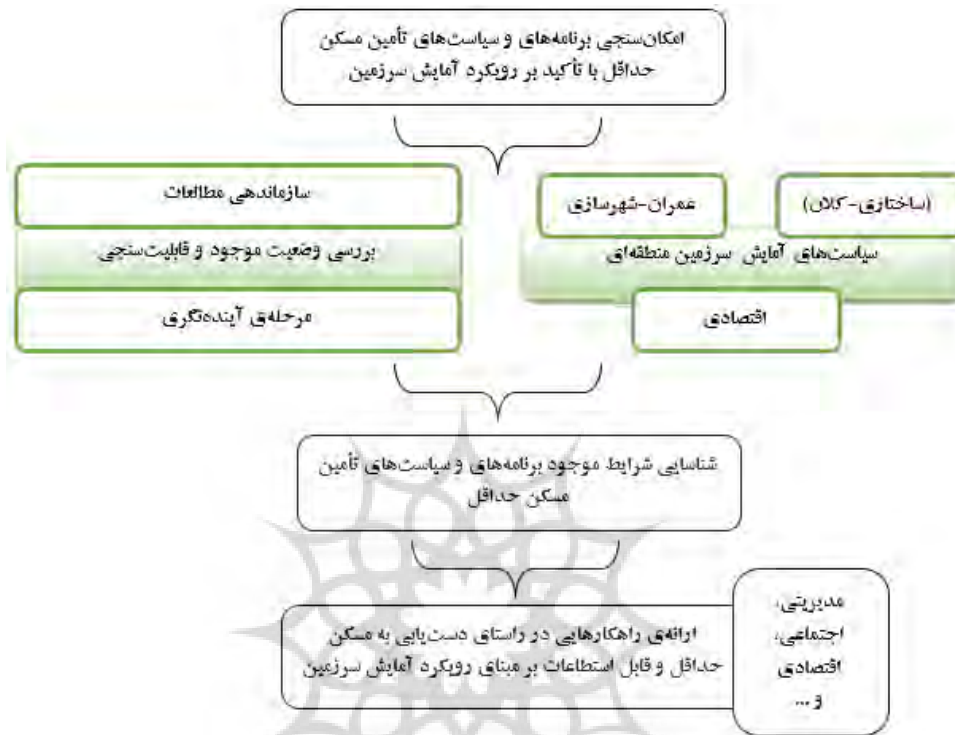 امکان‌سنجی برنامه‌های و سیاست‌های تأمین مسکن
حداقل با تأکید بر رویکرد آمایش سرزمین
(ساختاری-کلان)
عمران-شهرسازی
سیاست‌های آمایش سرزمین منطقه‌ای
اقتصادی
سازماندهی مطالعات
بررسی وضعیت موجود و قابلیت‌سنجی
مرحله‌ی آینده‌نگری
شناسایی شرایط موجود برنامه‌های و سیاست‌های تأمین
مسکن حداقل
ارائه‌ی راهکارهایی در راستای دست‌یابی به مسکن
حداقل و قابل استطاعات بر مبنای رویکرد آمایش سرزمین
مدیریتی،
اجتماعی،
اقتصادی
و ...